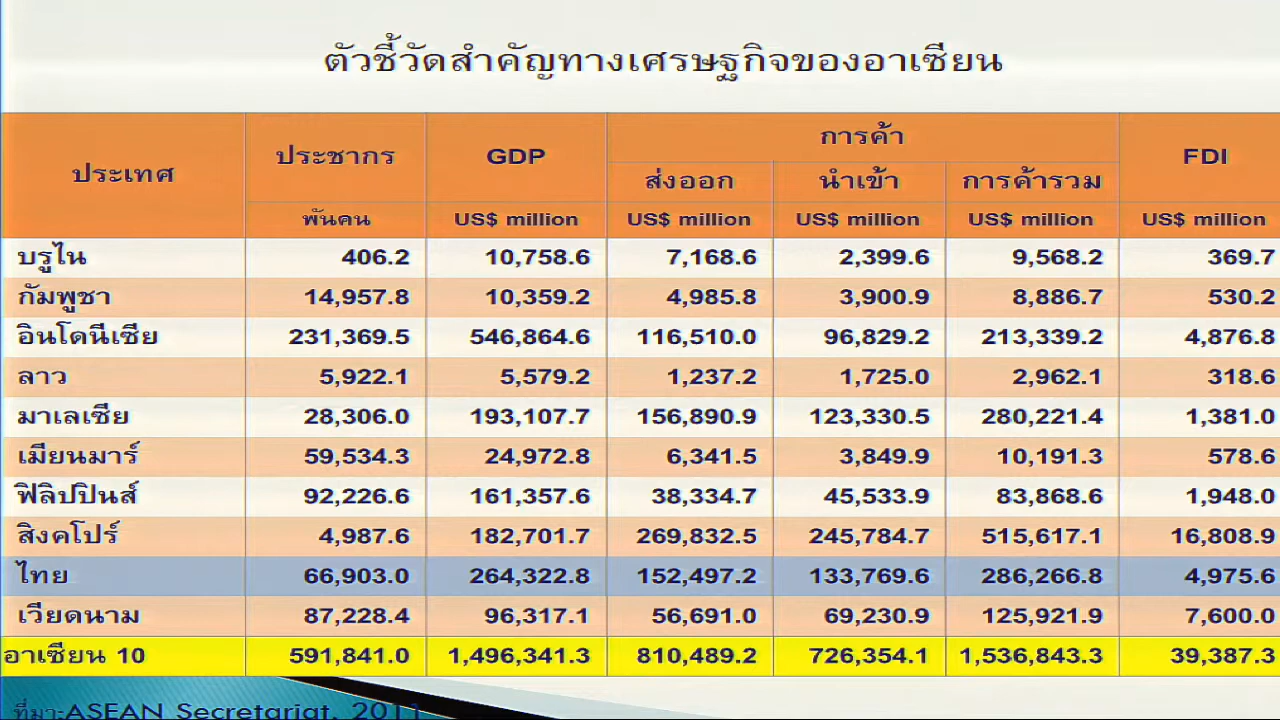 ตัวชี้วัดสำคัญทางเศรษฐกิจของอาเซียน
ประเทศ ประชากร GDP การค้า FDI
ส่งออก นำเข้า การค้ารวม
พันคน US$ million US$ million US$ million US$ million US$ million
บรูไน 406.2 10,758.6 7,168.6 2,399.6 9,568.2 369.7
กัมพูชา 14,957.8 10,359.2 4,985.8 3,900.9 8,886.7 530.2
อินโดนีเซีย 231,369.5 546,864.6 116,510.0 96,829.2 213,339.2 4,876.8
ลาว 5,922.1 5,579.2 1,237.2 1,725.0 2,962.1 318.6
มาเลเซีย 28,306.0 193,107.7 156,890.9 123,330.5 280,221.4 1,381.0
เมียนมาร์ 59,534.3 24,972.8 6,341.5 3,849.9 10,191.3 578.6
ฟิลิปปินส์ 92,226.6 161,357.6 38,334.7 45,533.9 83,868.6 1,948.0
สิงคโปร์ 4,987.6 182,701.7 269,832.5 245,784.7 515,617.1 16,808.9
ไทย 66,903.0 264,322.8 152,497.2 133,769.6 286,266.8 4,975.6
เวียดนาม 87,228.4 96,317.1 56,691.0 69,230.9 125,921.9 7,600.0
อาเซียน 10 591,841.0 1,496,341.3 810,489.2 726,354.1 1,536,843.3 39,387.3
ที่มา:ASEAN Secretariat, 2011